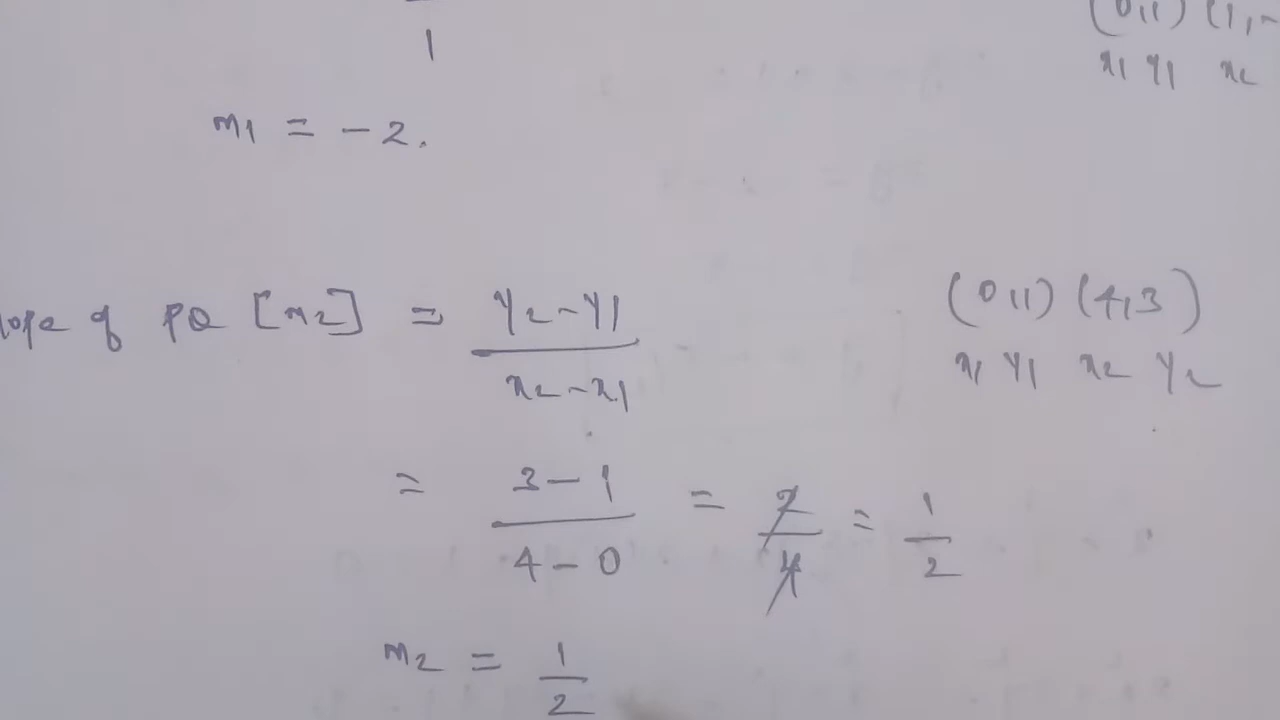 (0,1) (1,-
1
x1 y1 x2
m1 = -2.
lope of PQ [m2] = y2-y1 / x2-x1
(0,1) (4,3)
x1 y1 x2 y2
= 3-1 / 4-0 = 2/4 = 1/2
m2 = 1/2